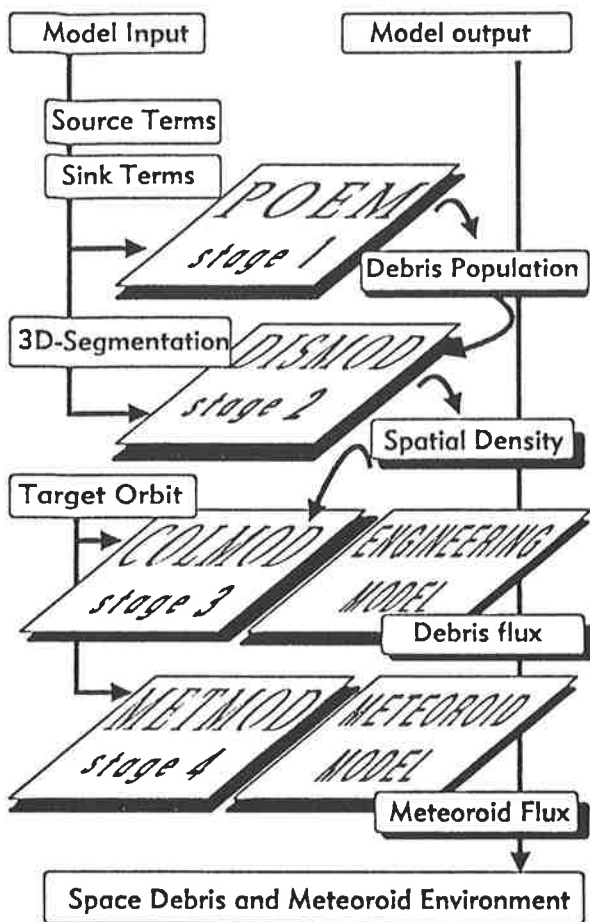 Model Input
Model output
Source Terms
Sink Terms
POEM
stage 1
Debris Population
3D-Segmentation
DISMOD
stage 2
Spatial Density
Target Orbit
COLMOD
stage 3
ENGINEERING
MODEL
Debris flux
METMOD
stage 4
METEOROID
MODEL
Meteoroid Flux
Space Debris and Meteoroid Environment